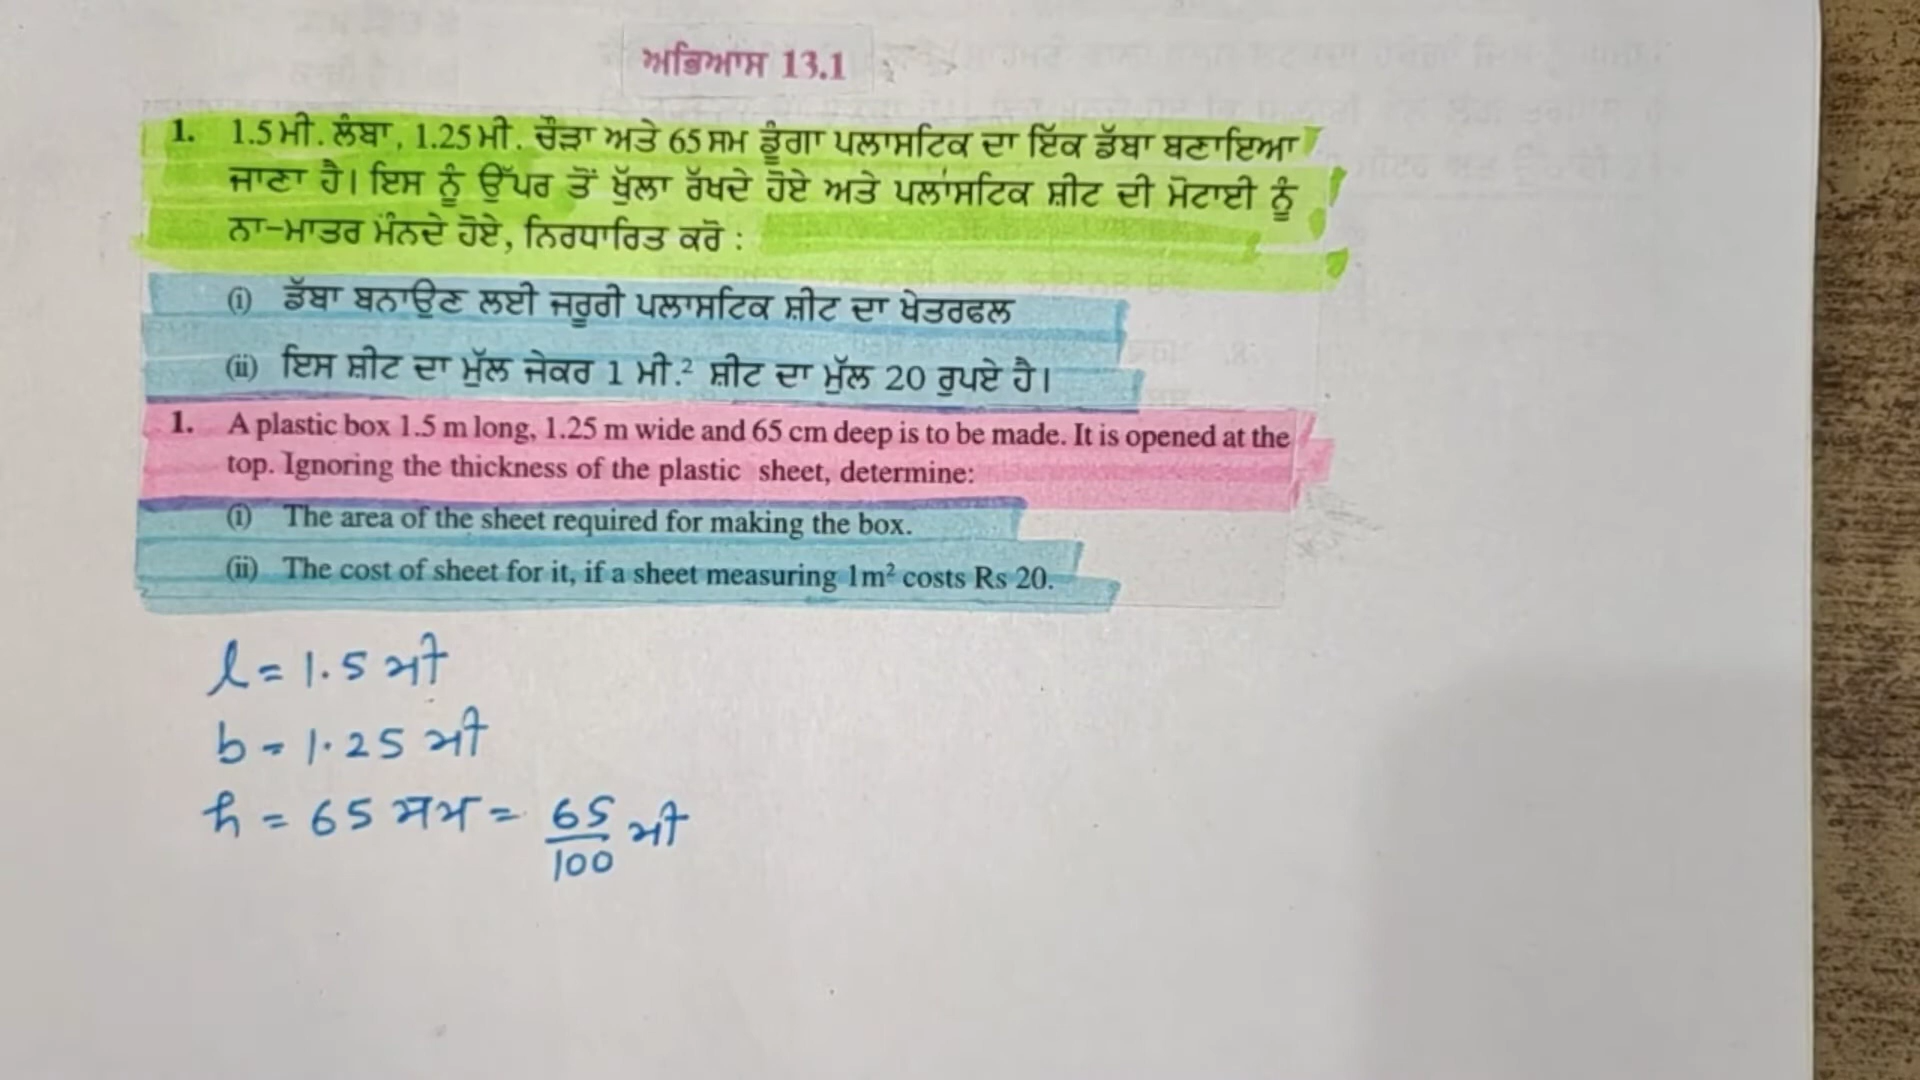 ਅਭਿਆਸ 13.1
1. 1.5 ਮੀ. ਲੰਬਾ, 1.25 ਮੀ. ਚੌੜਾ ਅਤੇ 65 ਸਮ ਡੂੰਗਾ ਪਲਾਸਟਿਕ ਦਾ ਇੱਕ ਡੱਬਾ ਬਣਾਇਆ
ਜਾਣਾ ਹੈ। ਇਸ ਨੂੰ ਉੱਪਰ ਤੋਂ ਖੁੱਲਾ ਰੱਖਦੇ ਹੋਏ ਅਤੇ ਪਲਾਸਟਿਕ ਸ਼ੀਟ ਦੀ ਮੋਟਾਈ ਨੂੰ
ਨਾ-ਮਾਤਰ ਮੰਨਦੇ ਹੋਏ, ਨਿਰਧਾਰਿਤ ਕਰੋ :
(i) ਡੱਬਾ ਬਨਾਉਣ ਲਈ ਜਰੂਰੀ ਪਲਾਸਟਿਕ ਸ਼ੀਟ ਦਾ ਖੇਤਰਫਲ
(ii) ਇਸ ਸ਼ੀਟ ਦਾ ਮੁੱਲ ਜੇਕਰ 1 ਮੀ.² ਸ਼ੀਟ ਦਾ ਮੁੱਲ 20 ਰੁਪਏ ਹੈ।
1. A plastic box 1.5 m long, 1.25 m wide and 65 cm deep is to be made. It is opened at the
top. Ignoring the thickness of the plastic sheet, determine:
(i) The area of the sheet required for making the box.
(ii) The cost of sheet for it, if a sheet measuring 1m² costs Rs 20.
l = 1.5 ਮੀ
b = 1.25 ਮੀ
h = 65 ਸਮ = 65/100 ਮੀ